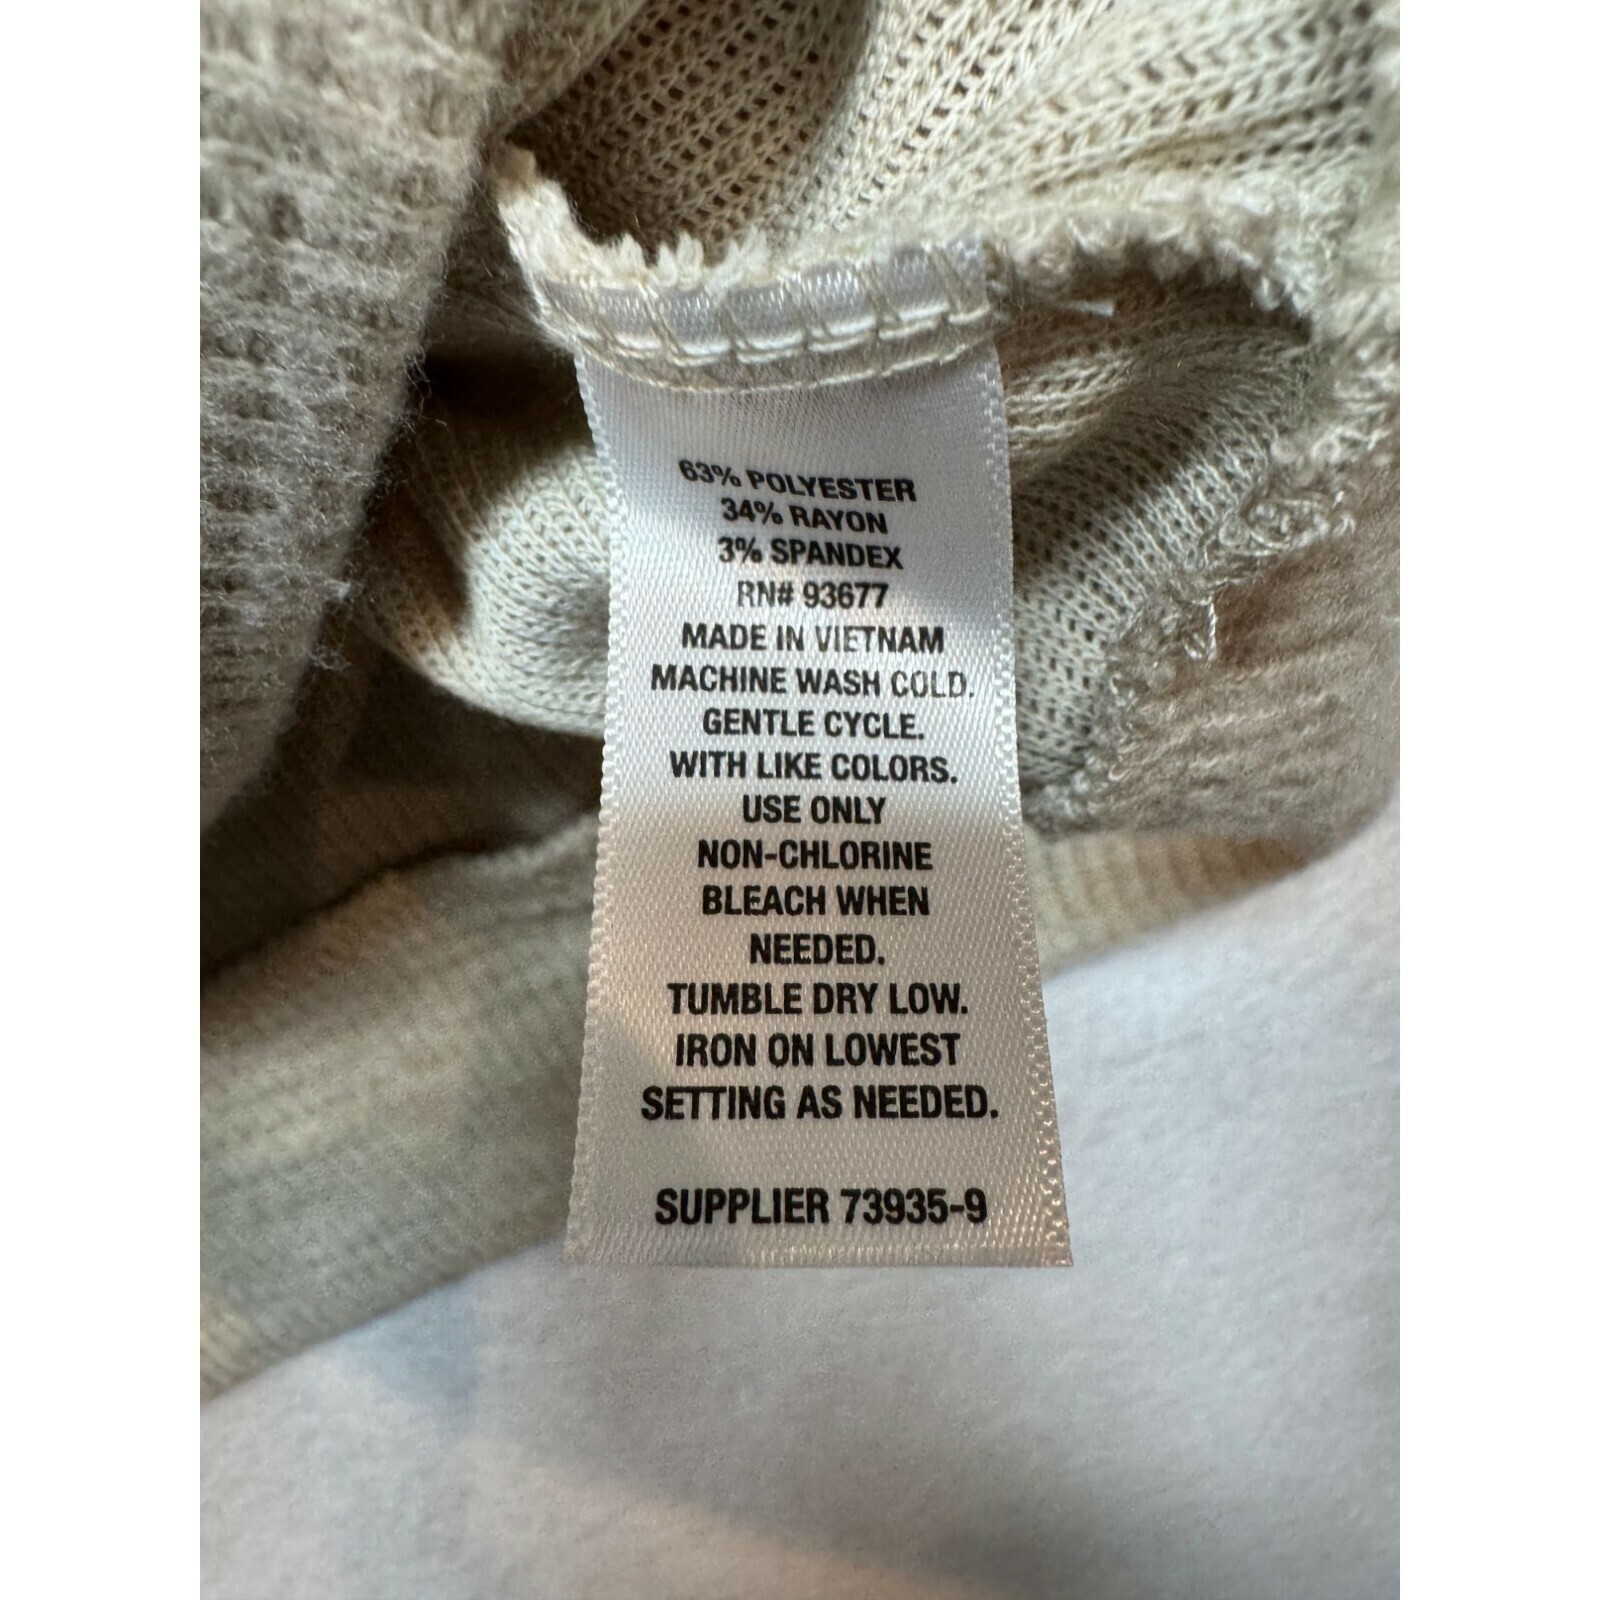 63% POLYESTER
34% RAYON
3% SPANDEX
RN# 93677
MADE IN VIETNAM
MACHINE WASH COLD.
GENTLE CYCLE.
WITH LIKE COLORS.
USE ONLY
NON-CHLORINE
BLEACH WHEN
NEEDED.
TUMBLE DRY LOW.
IRON ON LOWEST
SETTING AS NEEDED.
SUPPLIER 73935-9